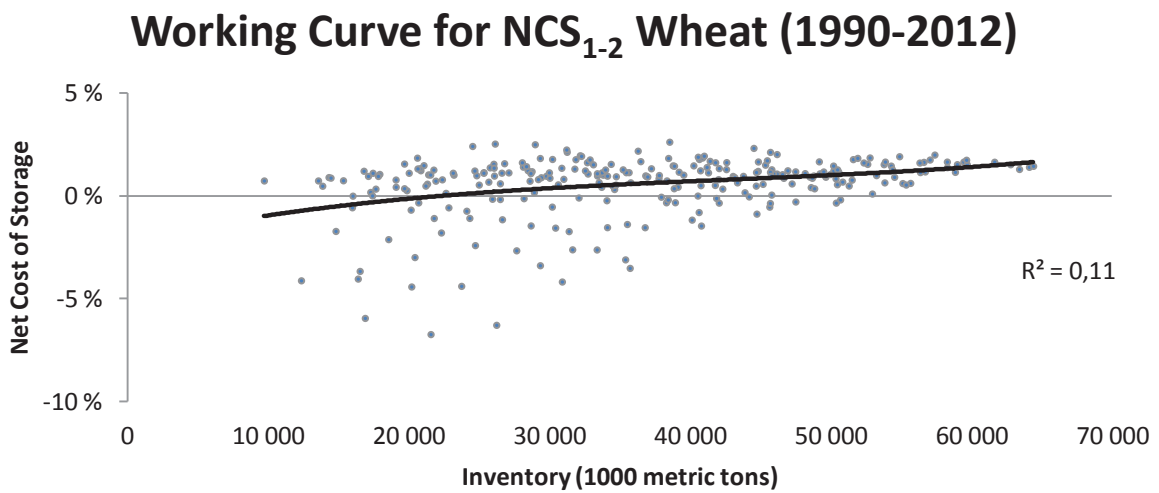 Working Curve for NCS1-2 Wheat (1990-2012)
5 %
0 %
-5 %
-10 %
Net Cost of Storage
R² = 0,11
0 10 000 20 000 30 000 40 000 50 000 60 000 70 000
Inventory (1000 metric tons)